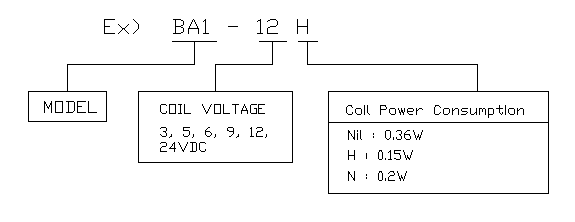 Ex) BA1 - 12 H
MODEL
COIL VOLTAGE
3, 5, 6, 9, 12,
24VDC
Coil Power Consumption
Nil : 0.36W
H : 0.15W
N : 0.2W